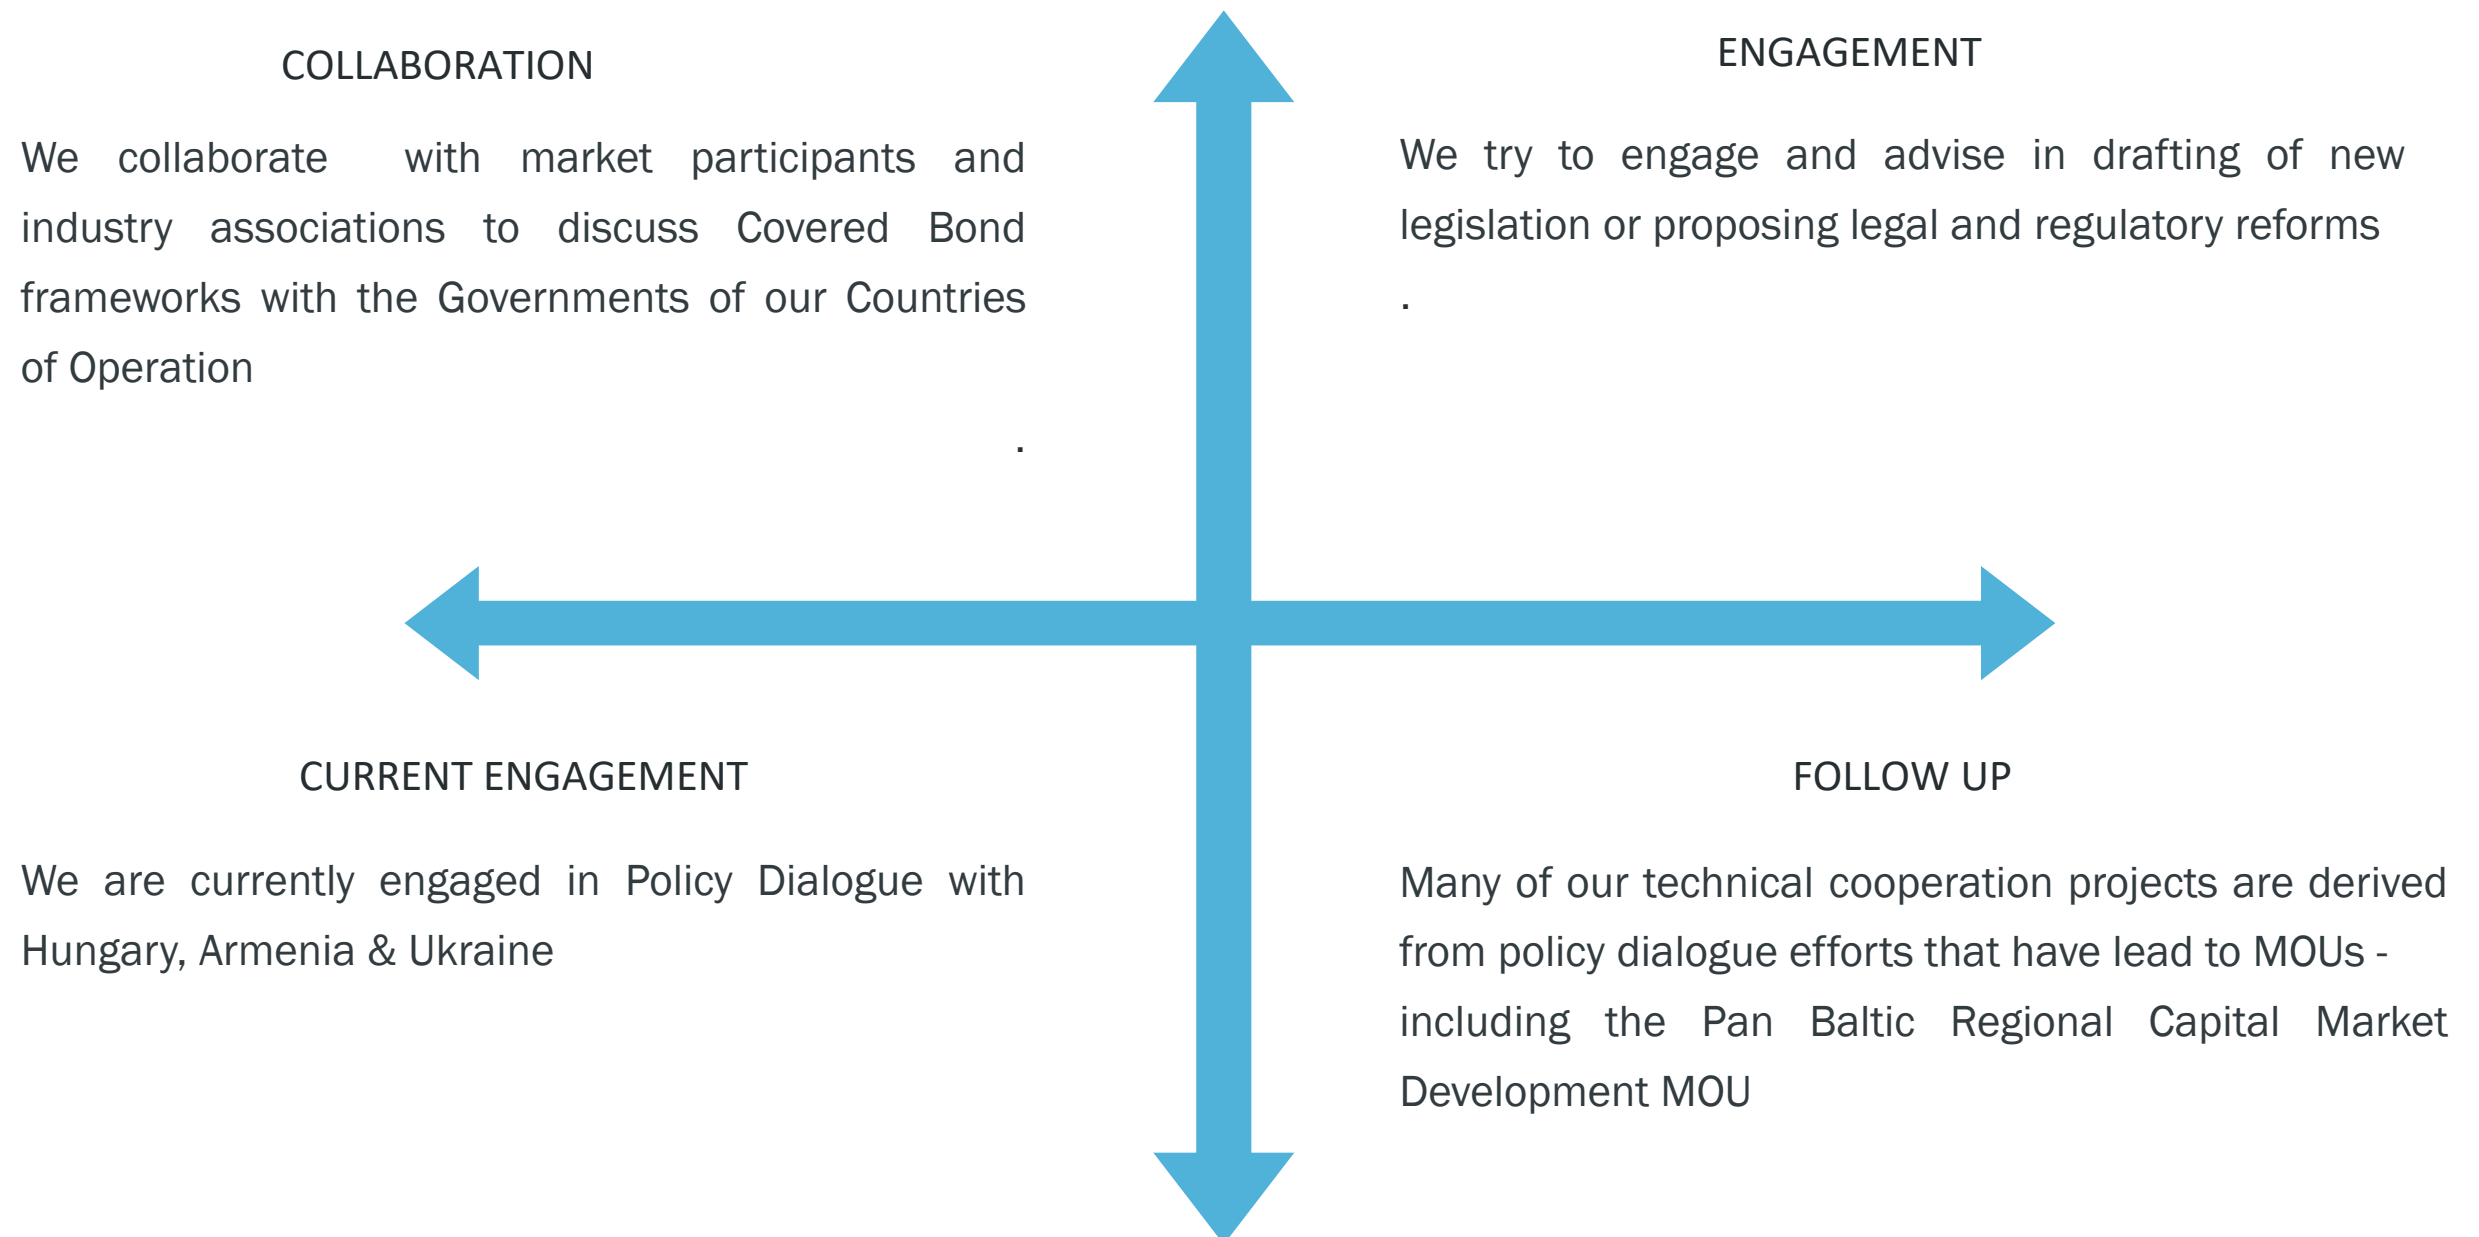 COLLABORATION
We collaborate with market participants and
industry associations to discuss Covered Bond
frameworks with the Governments of our Countries
of Operation
.
ENGAGEMENT
We try to engage and advise in drafting of new
legislation or proposing legal and regulatory reforms
.
CURRENT ENGAGEMENT
We are currently engaged in Policy Dialogue with
Hungary, Armenia & Ukraine
FOLLOW UP
Many of our technical cooperation projects are derived
from policy dialogue efforts that have lead to MOUs -
including the Pan Baltic Regional Capital Market
Development MOU